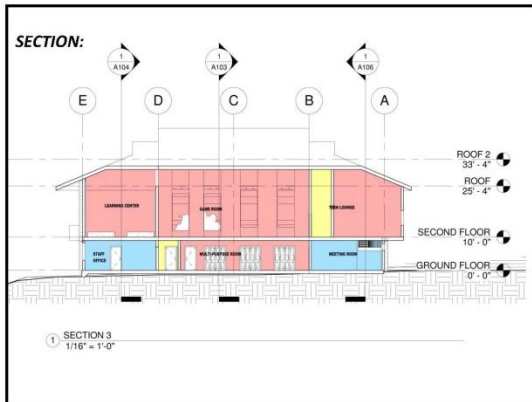 SECTION:
1
A104
1
A103
1
A106
E
D
C
B
A
ROOF 2
33' - 4"
ROOF
25' - 4"
LEARNING CENTER
GAME ROOM
TEEN LOUNGE
SECOND FLOOR
10' - 0"
STAFF
OFFICE
MULTI-PURPOSE ROOM
MEETING ROOM
GROUND FLOOR
0' - 0"
1
SECTION 3
1/16" = 1'-0"